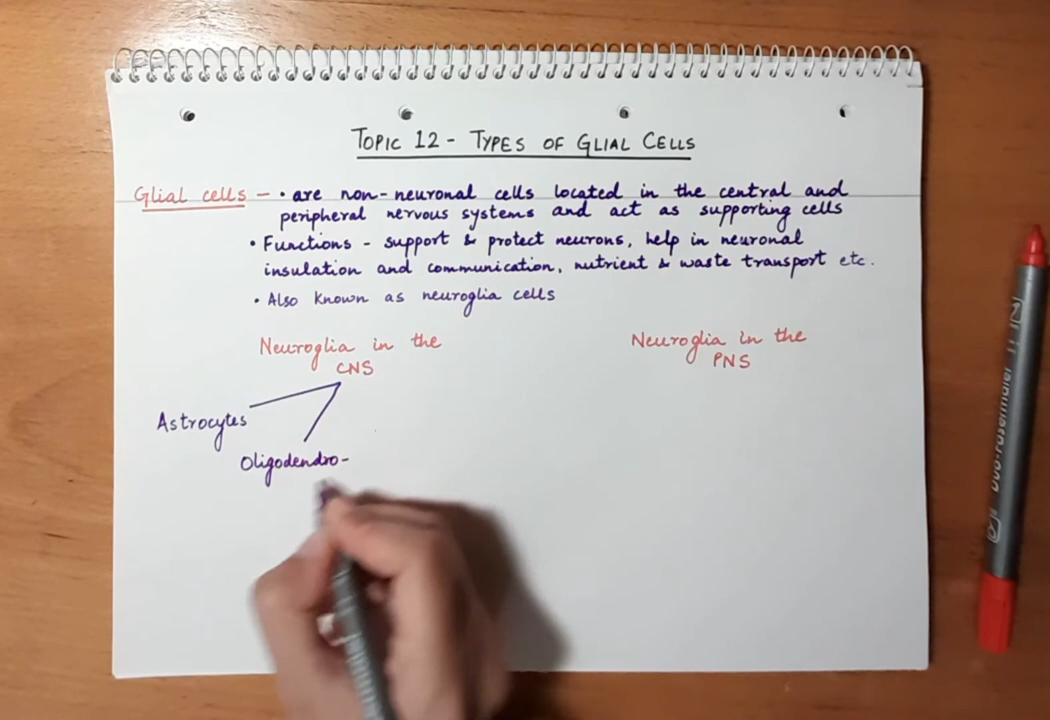 TOPIC 12 - TYPES OF GLIAL CELLS
Glial cells - • are non-neuronal cells located in the central and
peripheral nervous systems and act as supporting cells
• Functions - support & protect neurons, help in neuronal
insulation and communication, nutrient & waste transport etc.
• Also known as neuroglia cells
Neuroglia in the
CNS
Neuroglia in the
PNS
Astrocytes
Oligodendro-